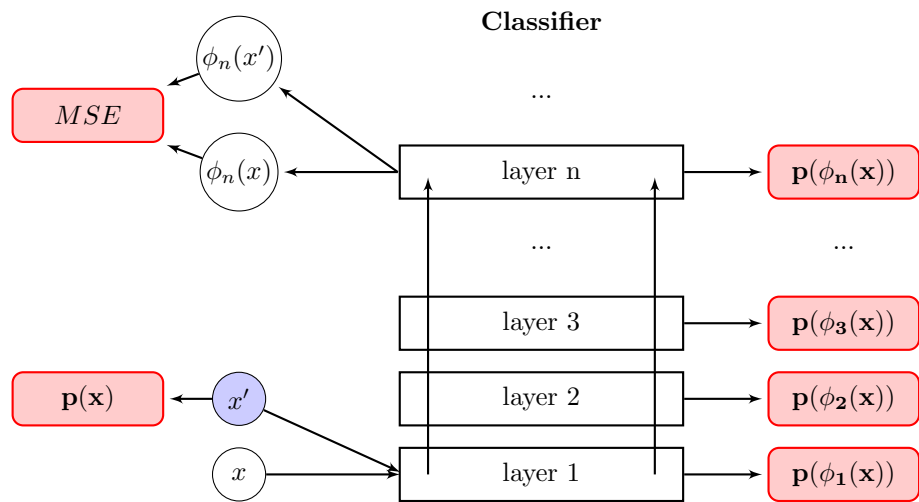 Classifier
ϕₙ(x′)
...
MSE
ϕₙ(x)
layer n
p(ϕₙ(x))
...
...
layer 3
p(ϕ₃(x))
p(x)
x′
layer 2
p(ϕ₂(x))
x
layer 1
p(ϕ₁(x))